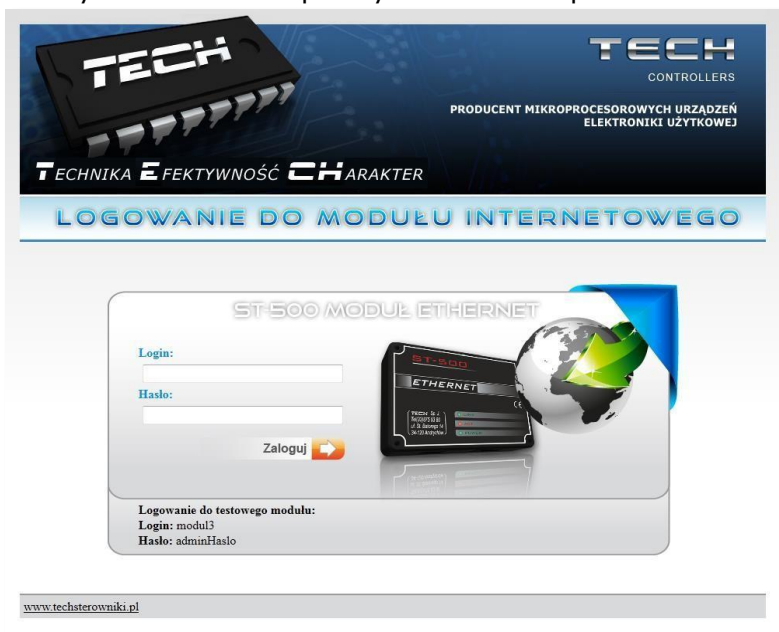 TECH
TECH
CONTROLLERS
PRODUCENT MIKROPROCESOROWYCH URZĄDZEŃ
ELEKTRONIKI UŻYTKOWEJ
TECHNIKA EFEKTYWNOŚĆ CHARAKTER
LOGOWANIE DO MODUŁU INTERNETOWEGO
ST-500 MODUŁ ETHERNET
Login:
Hasło:
Zaloguj
ST-500
ETHERNET
CE
Logowanie do testowego modułu:
Login: modul3
Hasło: adminHaslo
www.techsterowniki.pl